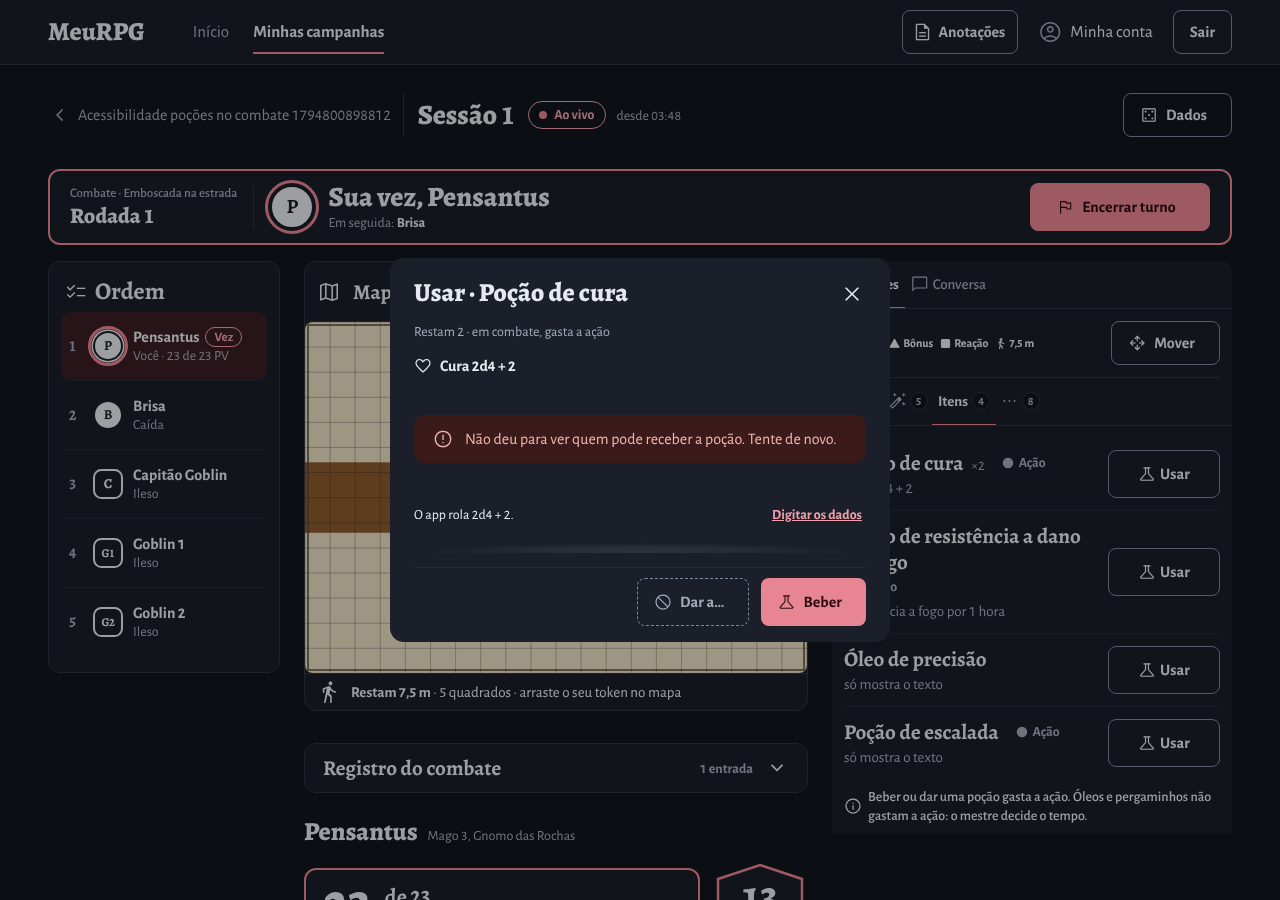 MeuRPG
Início
Minhas campanhas
Anotações
Minha conta
Sair
Acessibilidade poções no combate 1794800898812
Sessão 1
Ao vivo
desde 03:48
Dados
Combate · Emboscada na estrada
Rodada 1
P
Sua vez, Pensantus
Em seguida: Brisa
Encerrar turno
Ordem
1
P
Pensantus
Vez
Você · 23 de 23 PV
2
B
Brisa
Caída
3
C
Capitão Goblin
Ileso
4
G1
Goblin 1
Ileso
5
G2
Goblin 2
Ileso
Usar · Poção de cura
Restam 2 · em combate, gasta a ação
Cura 2d4 + 2
Não deu para ver quem pode receber a poção. Tente de novo.
O app rola 2d4 + 2.
Digitar os dados
Dar a...
Beber
Restam 7,5 m · 5 quadrados · arraste o seu token no mapa
Registro do combate
1 entrada
Pensantus
Mago 3, Gnomo das Rochas
de 23
Conversa
Bônus
Reação
7,5 m
Mover
5
Itens
4
8
de cura
×2
Ação
+ 2
Usar
de resistência a dano
Usar
a fogo por 1 hora
Óleo de precisão
só mostra o texto
Usar
Poção de escalada
Ação
só mostra o texto
Usar
Beber ou dar uma poção gasta a ação. Óleos e pergaminhos não
gastam a ação: o mestre decide o tempo.